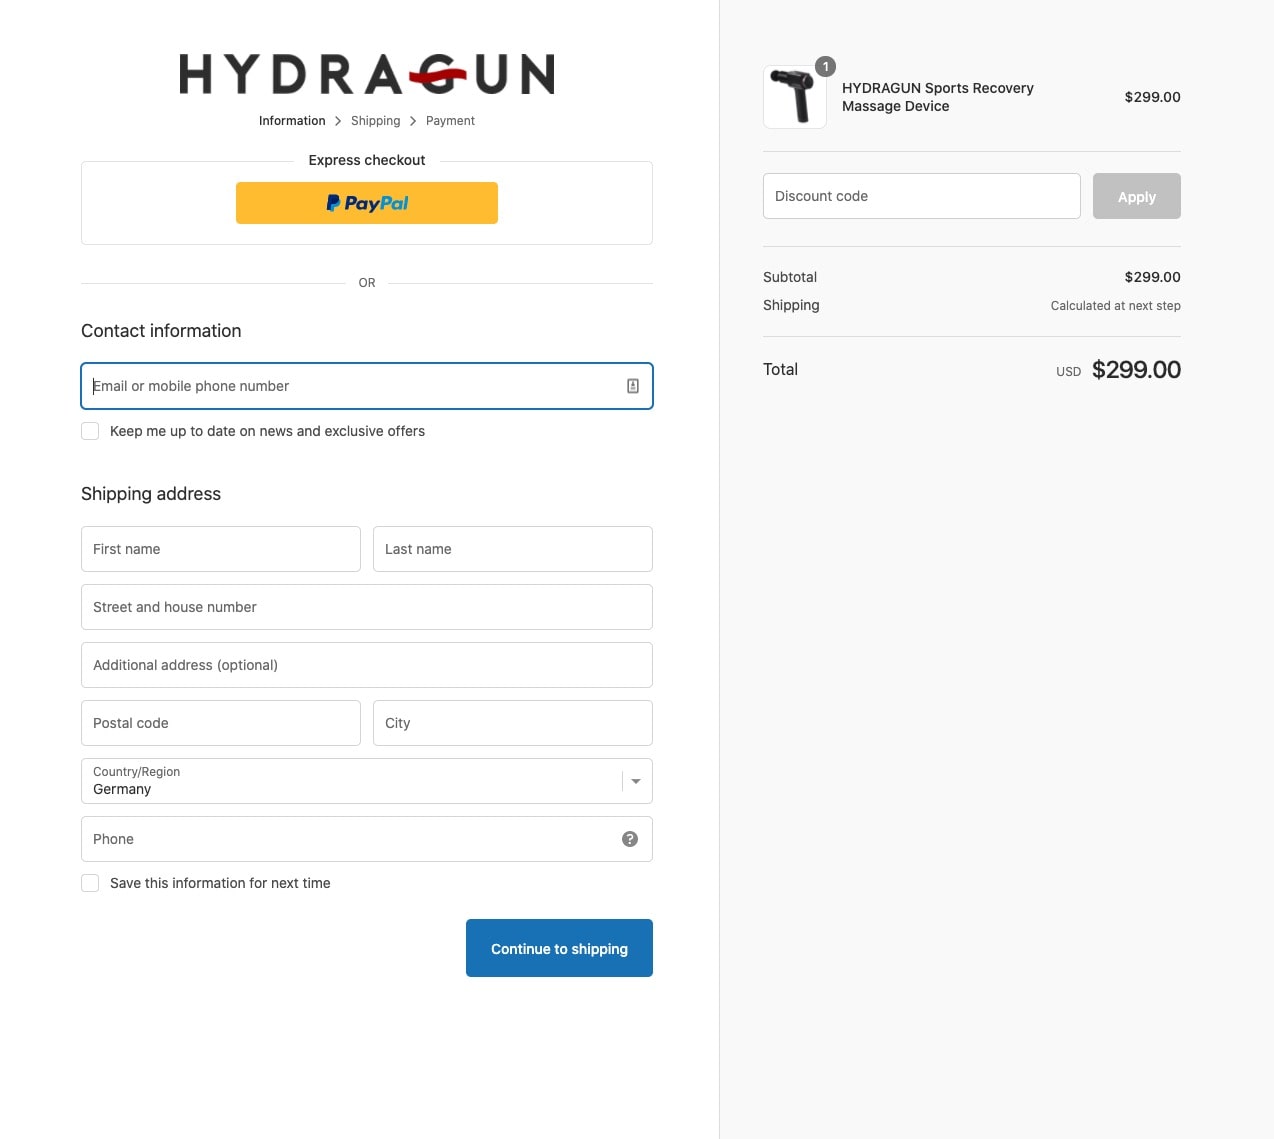 HYDRAGUN
Information > Shipping > Payment
Express checkout
PayPal
OR
Contact information
Email or mobile phone number
Keep me up to date on news and exclusive offers
Shipping address
First name
Last name
Street and house number
Additional address (optional)
Postal code
City
Country/Region
Germany
Phone
?
Save this information for next time
Continue to shipping
1
HYDRAGUN Sports Recovery
Massage Device
$299.00
Discount code
Apply
Subtotal
$299.00
Shipping
Calculated at next step
Total
USD $299.00